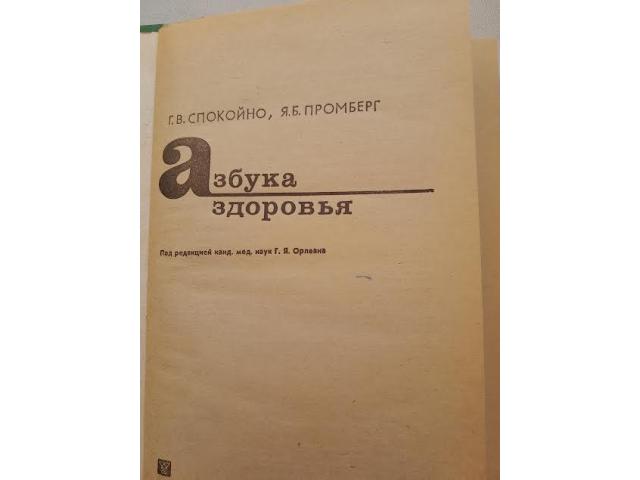 Г. В. СПОКОЙНО, Я. Б. ПРОМБЕРГ
азбука
здоровья
Под редакцией канд. мед. наук Г. Я. Орлеана